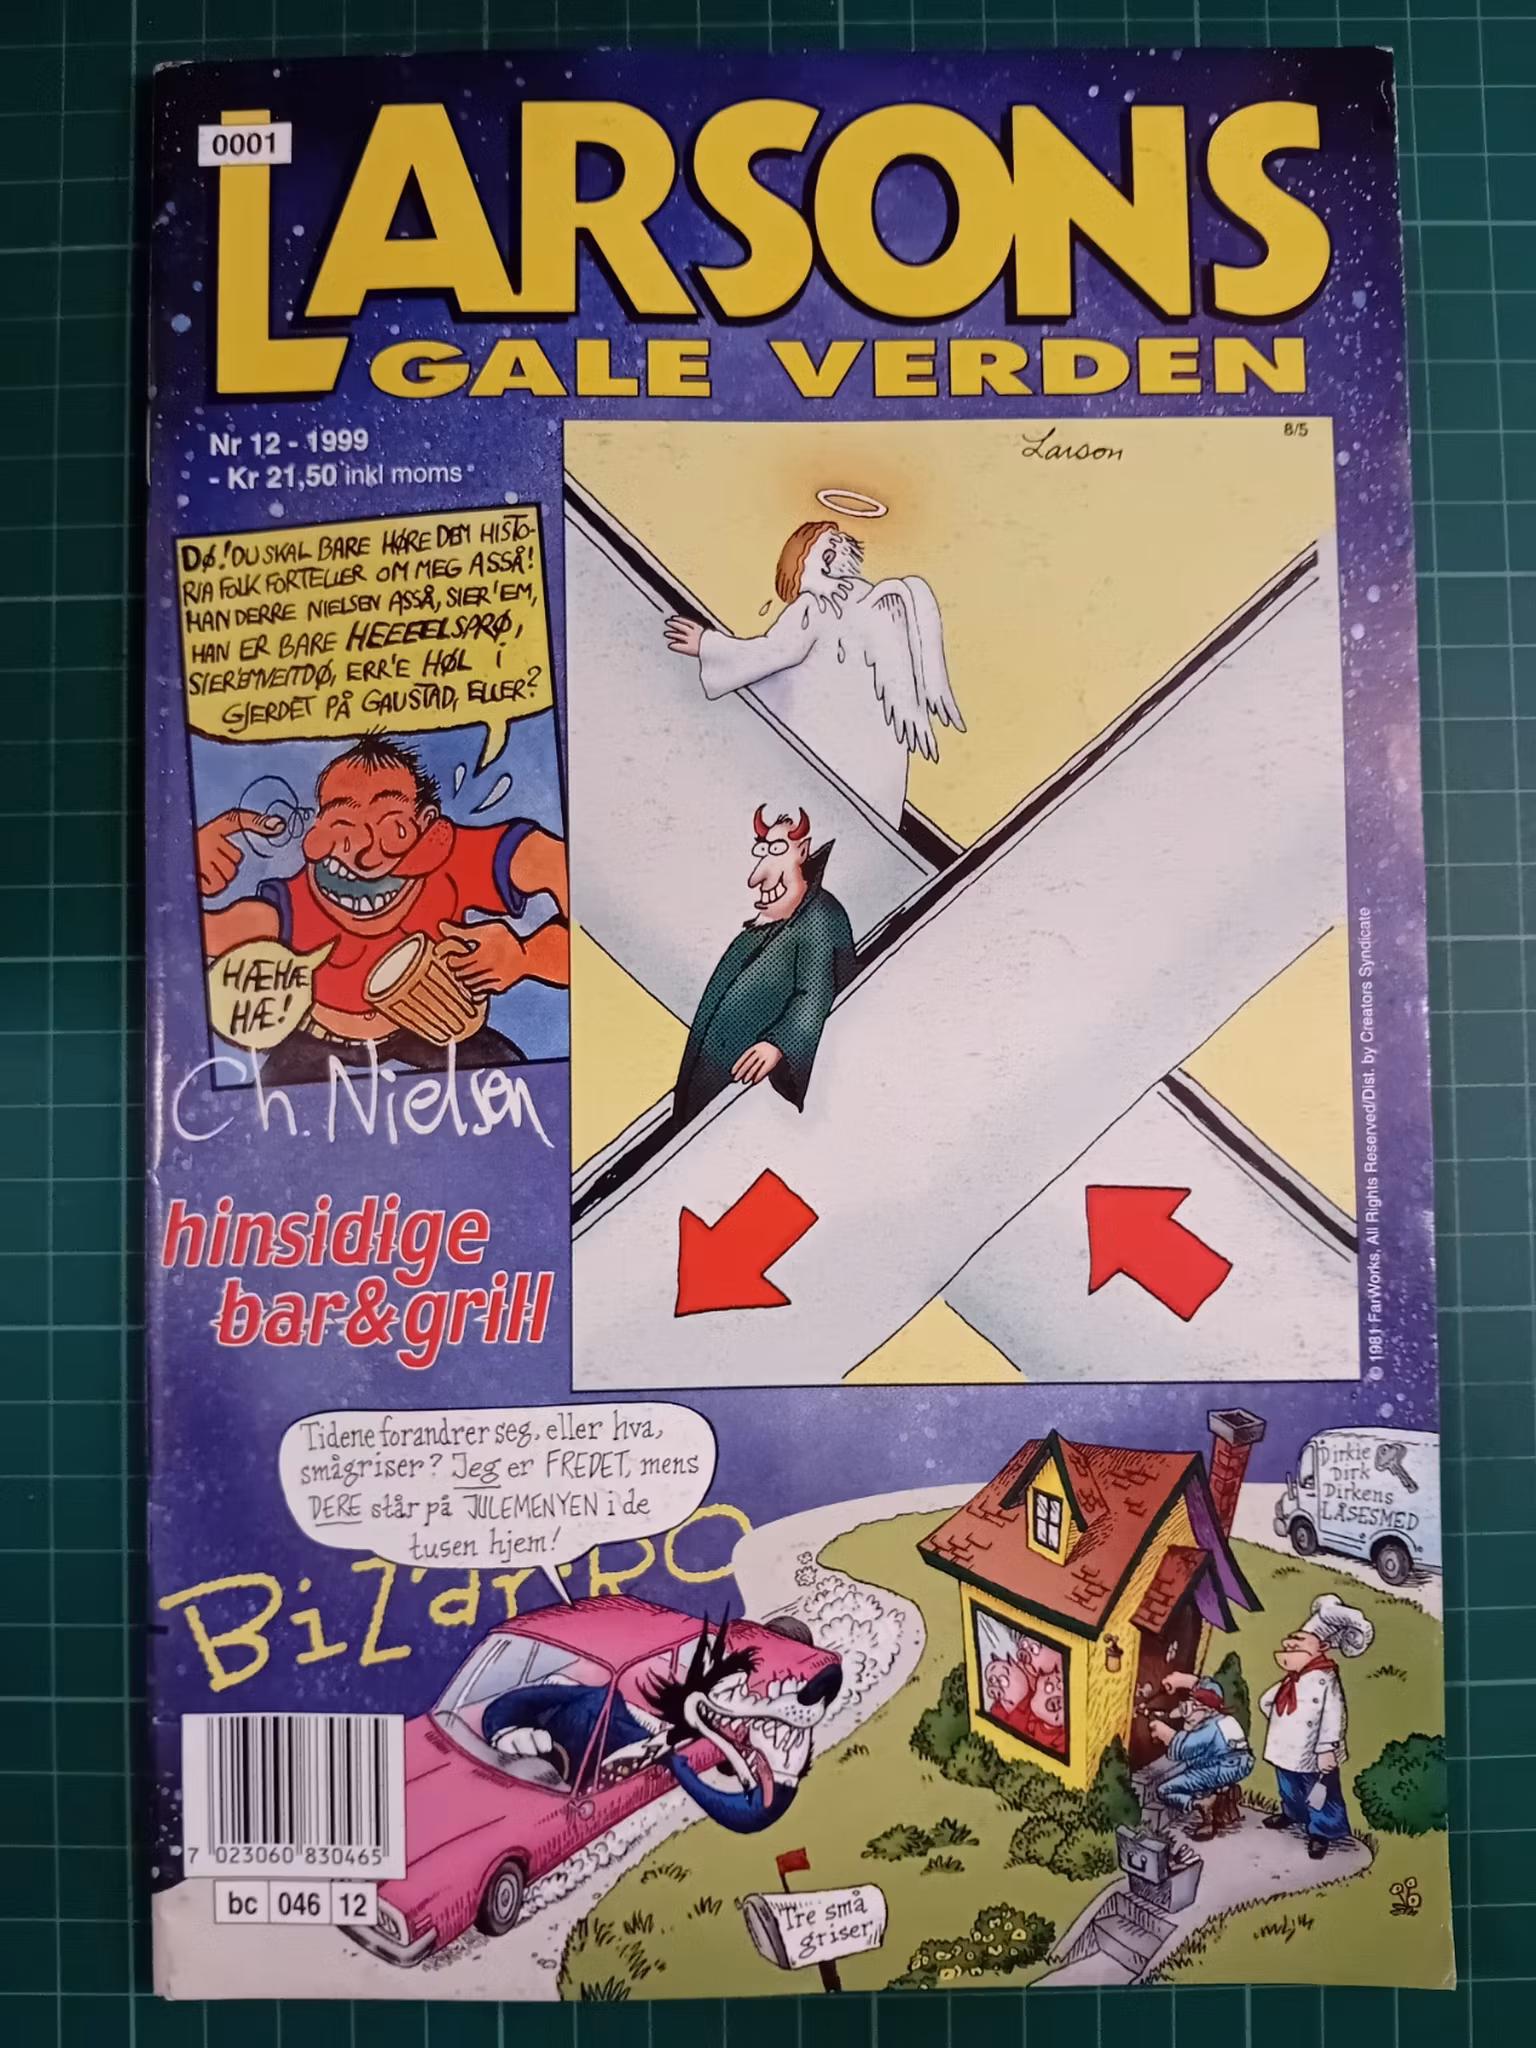 0001
LARSONS
GALE VERDEN
Nr 12 - 1999
- Kr 21,50 inkl moms
8/5
Larson
DØ! DU SKAL BARE HØRE DEM HISTO-
RIA FOLK FORTELLER OM MEG ASSÅ!
HAN DERRE NIELSEN ASSÅ, SIER'EM,
HAN ER BARE HEEEELSPRØ,
SIER'EMVEITDØ, ERR'E HØL I
GJERDET PÅ GAUSTAD, ELLER?
HÆHÆ
HÆ!
Ch. Nielsen
hinsidige
bar&grill
© 1981 FarWorks, All Rights Reserved/Dist. by Creators Syndicate
Tidene forandrer seg, eller hva,
smågriser? Jeg er FREDET, mens
DERE står på JULEMENYEN i de
tusen hjem!
BiZarRO
Dirkie
Dirk
Dirkens
LÅSESMED
Tre små
griser
7 023060 830465
bc 046 12